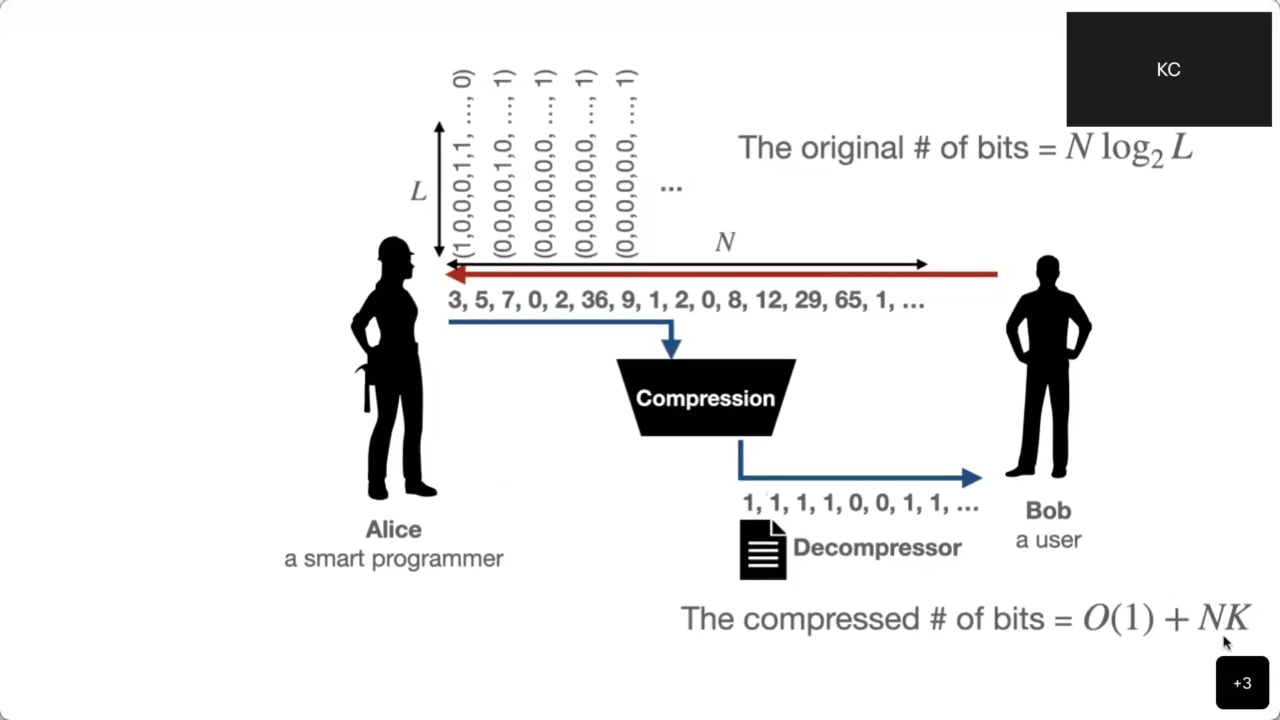 KC
(1,0,0,0,1,1, ...., 0)
(0,0,0,0,1,0, ...., 1)
(0,0,0,0,0,0, ...., 1)
(0,0,0,0,0,0, ...., 1)
(0,0,0,0,0,0, ...., 1)
...
The original # of bits = N log₂ L
L
N
3, 5, 7, 0, 2, 36, 9, 1, 2, 0, 8, 12, 29, 65, 1, ...
Compression
1, 1, 1, 1, 0, 0, 1, 1, ...
Alice
a smart programmer
Decompressor
Bob
a user
The compressed # of bits = O(1) + NK
+3